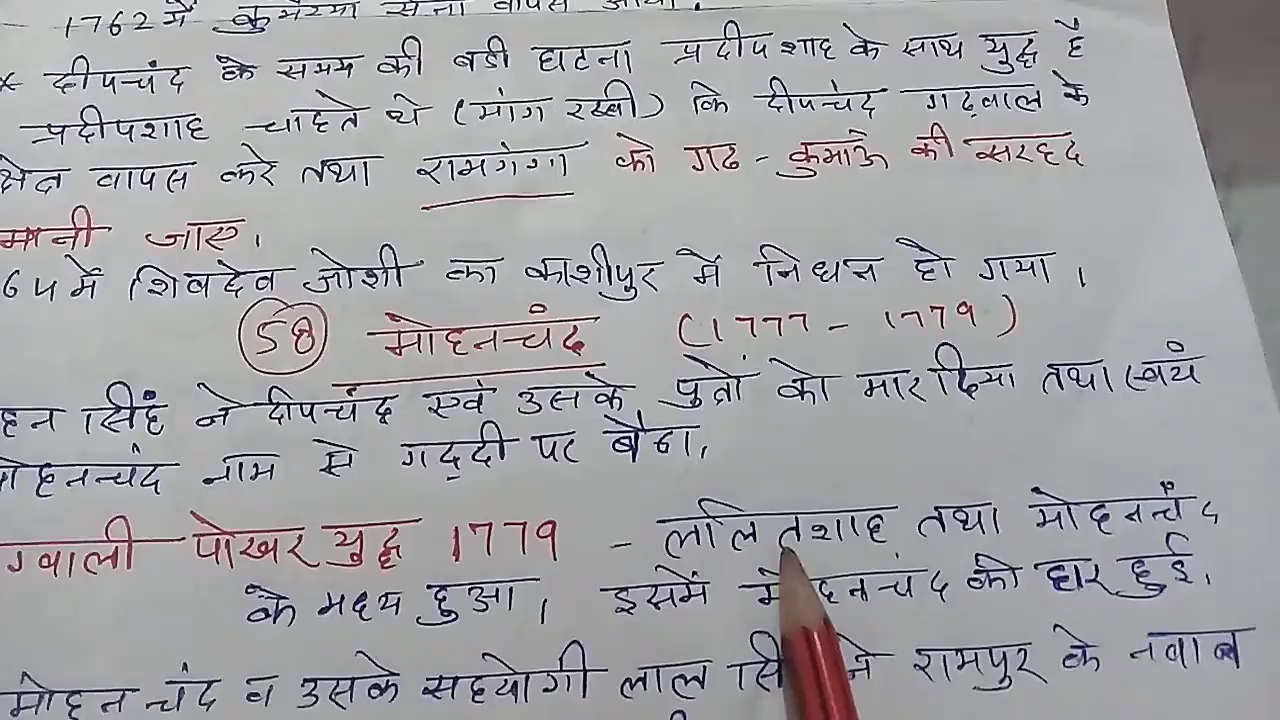 1762 में कुमय्या सेना वापस आयी।
* दीपचंद के समय की बडी घटना प्रदीपशाह के साथ युद्ध है
प्रदीपशाह चाहते थे (मांग रखी) कि दीपचंद गढ़वाल के
क्षेत्र वापस करे तथा रामगंगा को गढ - कुमाऊं की सरहद
मानी जाए।
64 में शिवदेव जोशी का काशीपुर में निधन हो गया।
58 मोहनचंद (1777 - 1779)
हन सिंह ने दीपचंद एवं उसके पुत्रों को मार दिया तथा स्वयं
मोहनचंद नाम से गद्दी पर बैठा।
ग्वाली पोखर युद्ध 1779 - ललितशाह तथा मोहनचंद
के मध्य हुआ। इसमें मोहनचंद की हार हुई।
मोहनचंद व उसके सहयोगी लाल ने रामपुर के नवाब